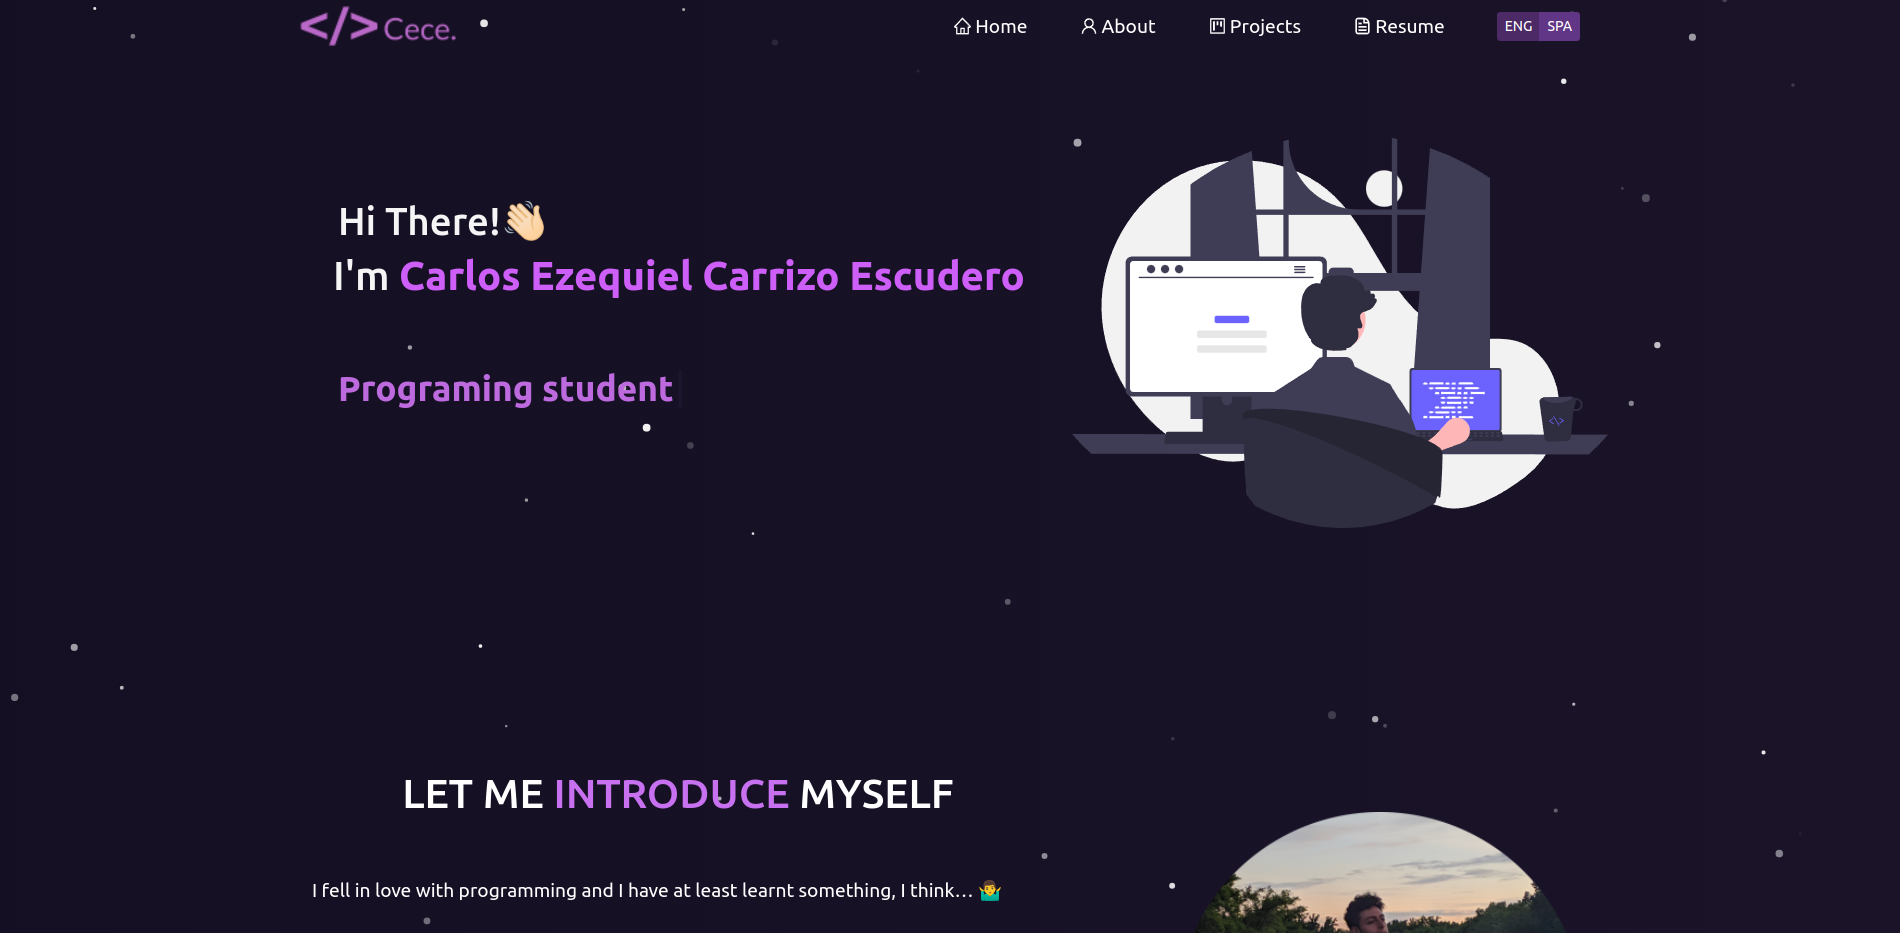 </> Cece.
Home About Projects Resume ENG SPA
Hi There!👋🏻
I'm Carlos Ezequiel Carrizo Escudero
Programing student
LET ME INTRODUCE MYSELF
I fell in love with programming and I have at least learnt something, I think… 🤷‍♂️